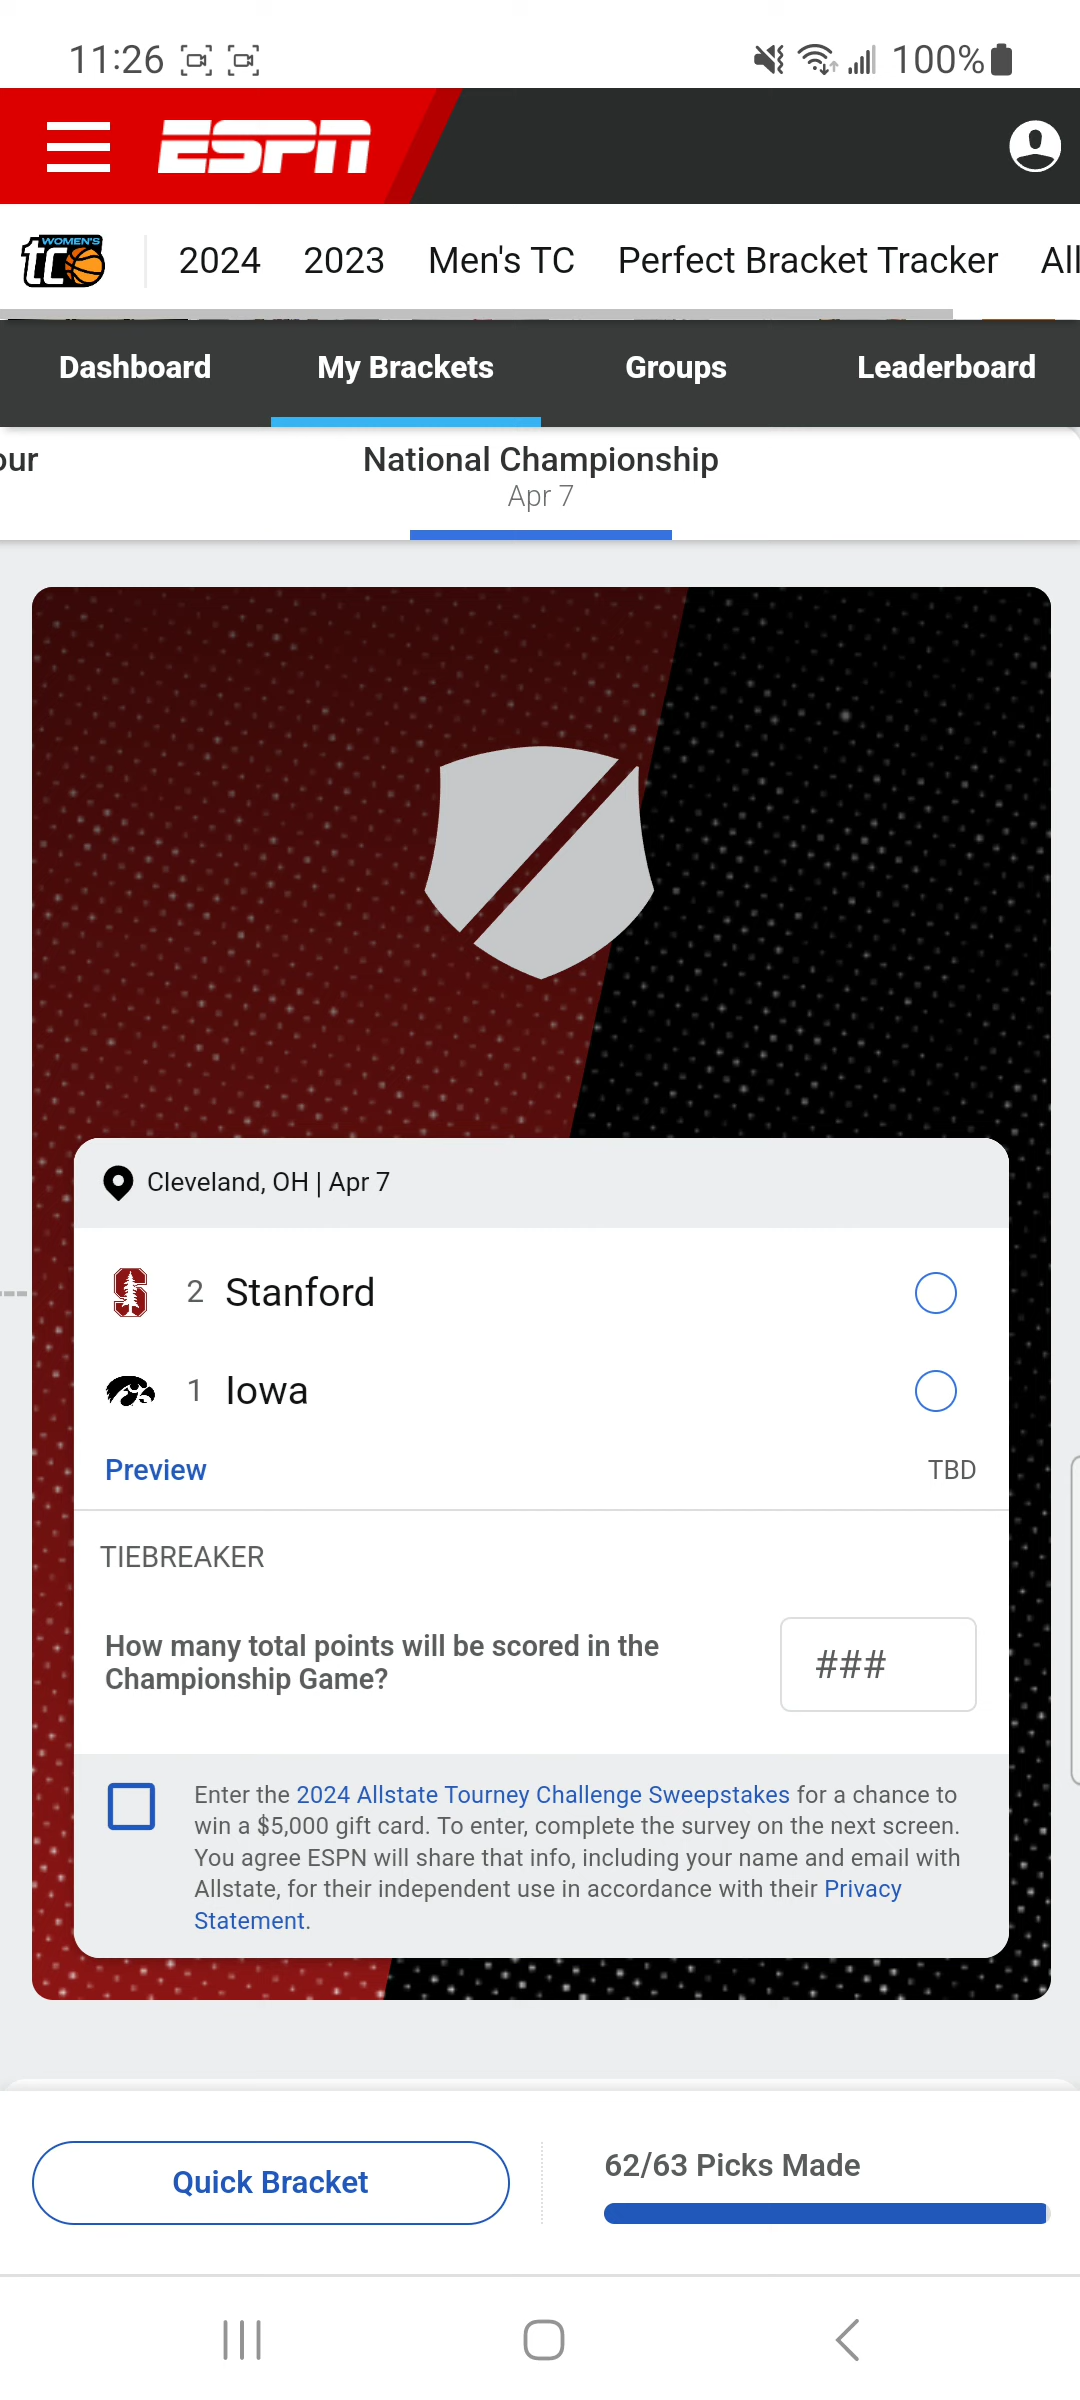 11:26
100%
ESPN
WOMEN'S
tC
2024
2023
Men's TC
Perfect Bracket Tracker
All
Dashboard
My Brackets
Groups
Leaderboard
our
National Championship
Apr 7
Cleveland, OH | Apr 7
2 Stanford
1 Iowa
Preview
TBD
TIEBREAKER
How many total points will be scored in the
Championship Game?
###
Enter the 2024 Allstate Tourney Challenge Sweepstakes for a chance to
win a $5,000 gift card. To enter, complete the survey on the next screen.
You agree ESPN will share that info, including your name and email with
Allstate, for their independent use in accordance with their Privacy
Statement.
Quick Bracket
62/63 Picks Made